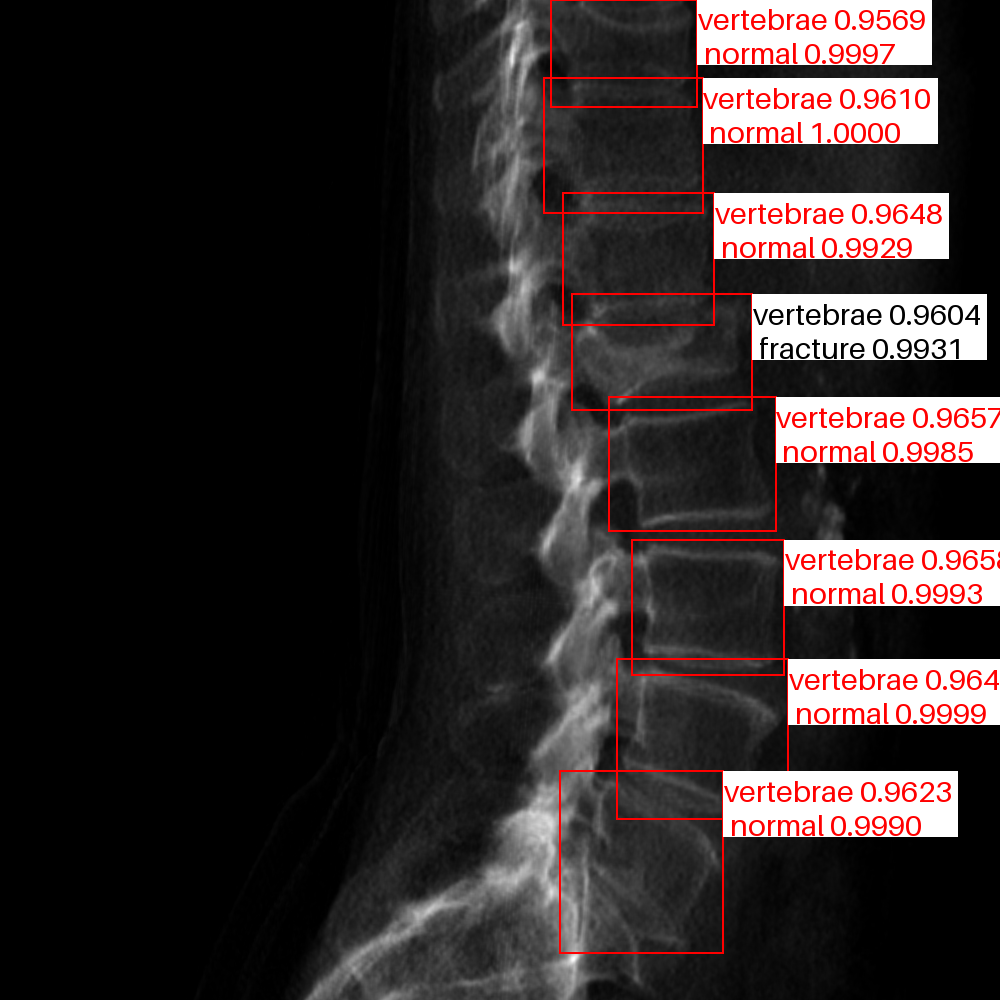 vertebrae 0.9569
normal 0.9997
vertebrae 0.9610
normal 1.0000
vertebrae 0.9648
normal 0.9929
vertebrae 0.9604
fracture 0.9931
vertebrae 0.9657
normal 0.9985
vertebrae 0.9658
normal 0.9993
vertebrae 0.964
normal 0.9999
vertebrae 0.9623
normal 0.9990